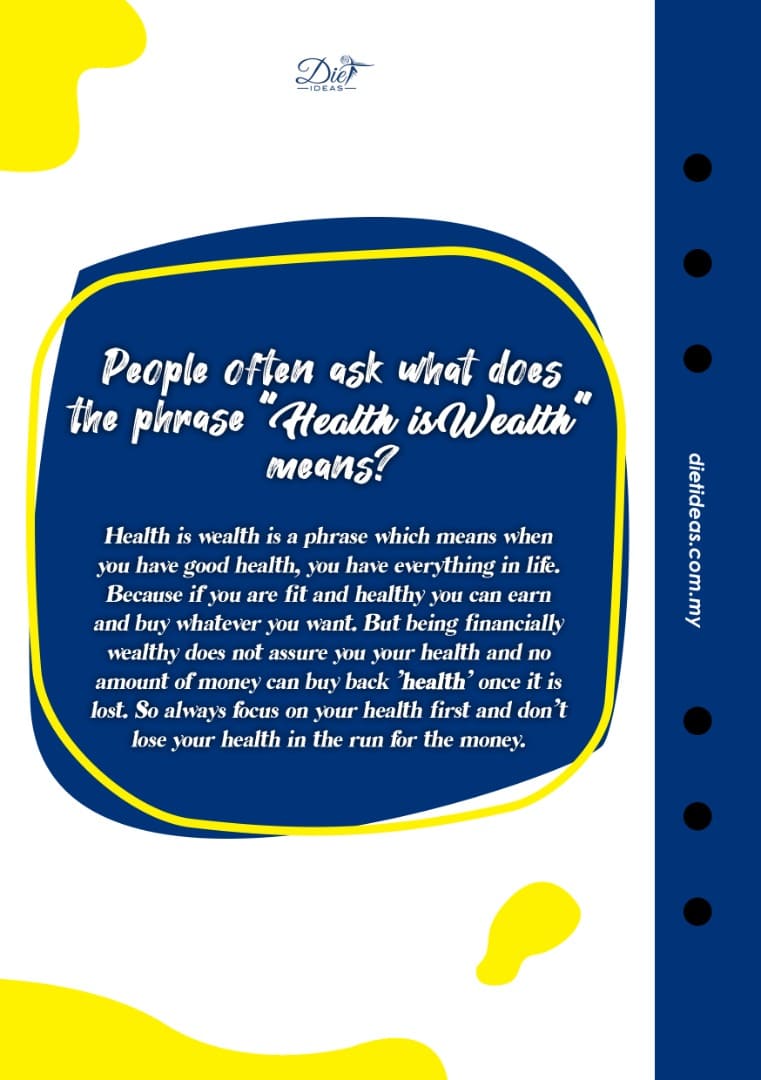 Diet
IDEAS
People often ask what does
the phrase "Health is Wealth"
means?
Health is wealth is a phrase which means when
you have good health, you have everything in life.
Because if you are fit and healthy you can earn
and buy whatever you want. But being financially
wealthy does not assure you your health and no
amount of money can buy back 'health' once it is
lost. So always focus on your health first and don't
lose your health in the run for the money.
dietideas.com.my